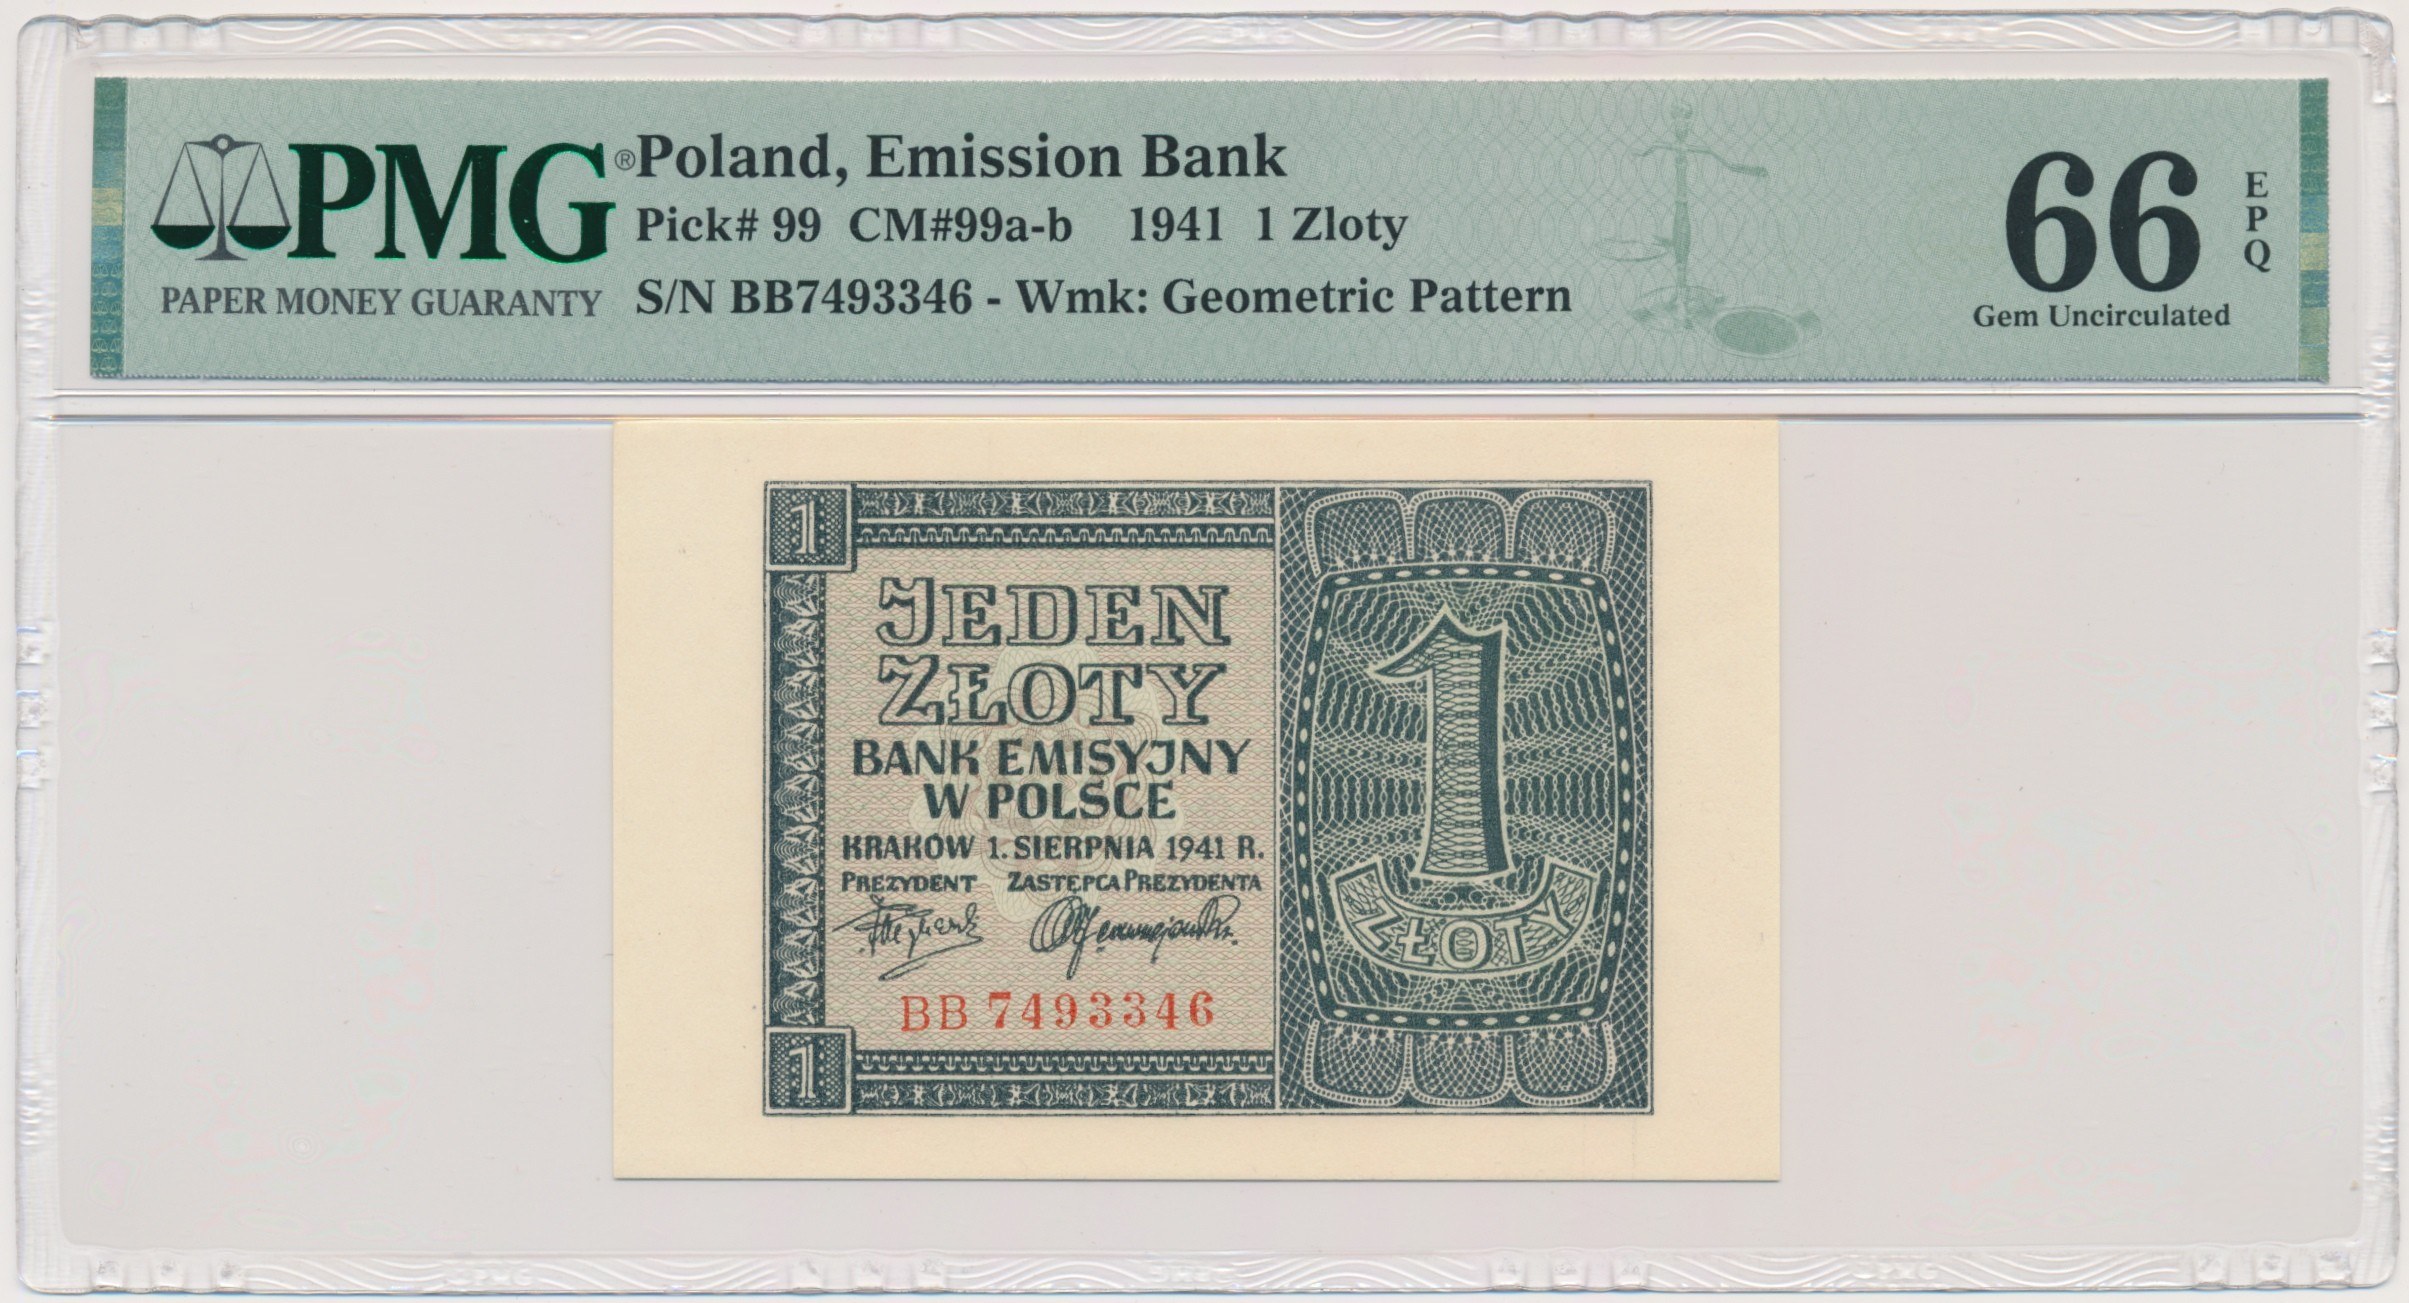 PMG®
PAPER MONEY GUARANTY
Poland, Emission Bank
Pick# 99 CM#99a-b 1941 1 Zloty
S/N BB7493346 - Wmk: Geometric Pattern
66
EPQ
Gem Uncirculated
1
JEDEN
ZŁOTY
BANK EMISYJNY
W POLSCE
KRAKÓW 1. SIERPNIA 1941 R.
PREZYDENT ZASTĘPCA PREZYDENTA
BB 7493346
1
1
ZŁOTY